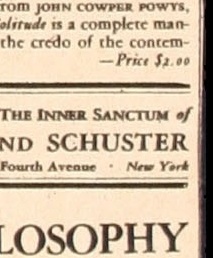 rom JOHN COWPER POWYS,
olitude is a complete man-
the credo of the contem-
—Price $2.00
THE INNER SANCTUM of
ND SCHUSTER
Fourth Avenue · New York
LOSOPHY